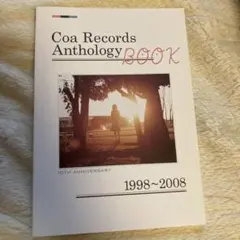 Coa Records
Anthology
BOOK
10TH ANNIVERSARY
1998~2008